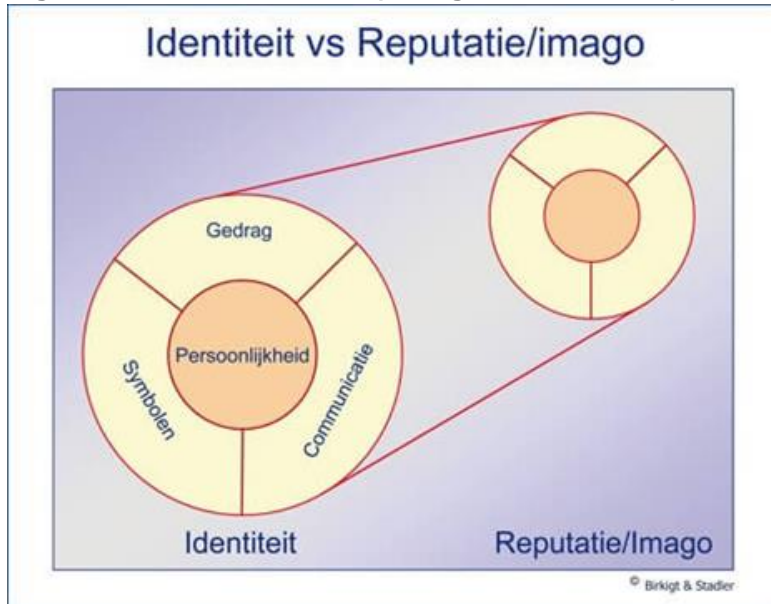 Identiteit vs Reputatie/imago
Gedrag
Persoonlijkheid
Symbolen
Communicatie
Identiteit
Reputatie/Imago
© Birkigt & Stadler